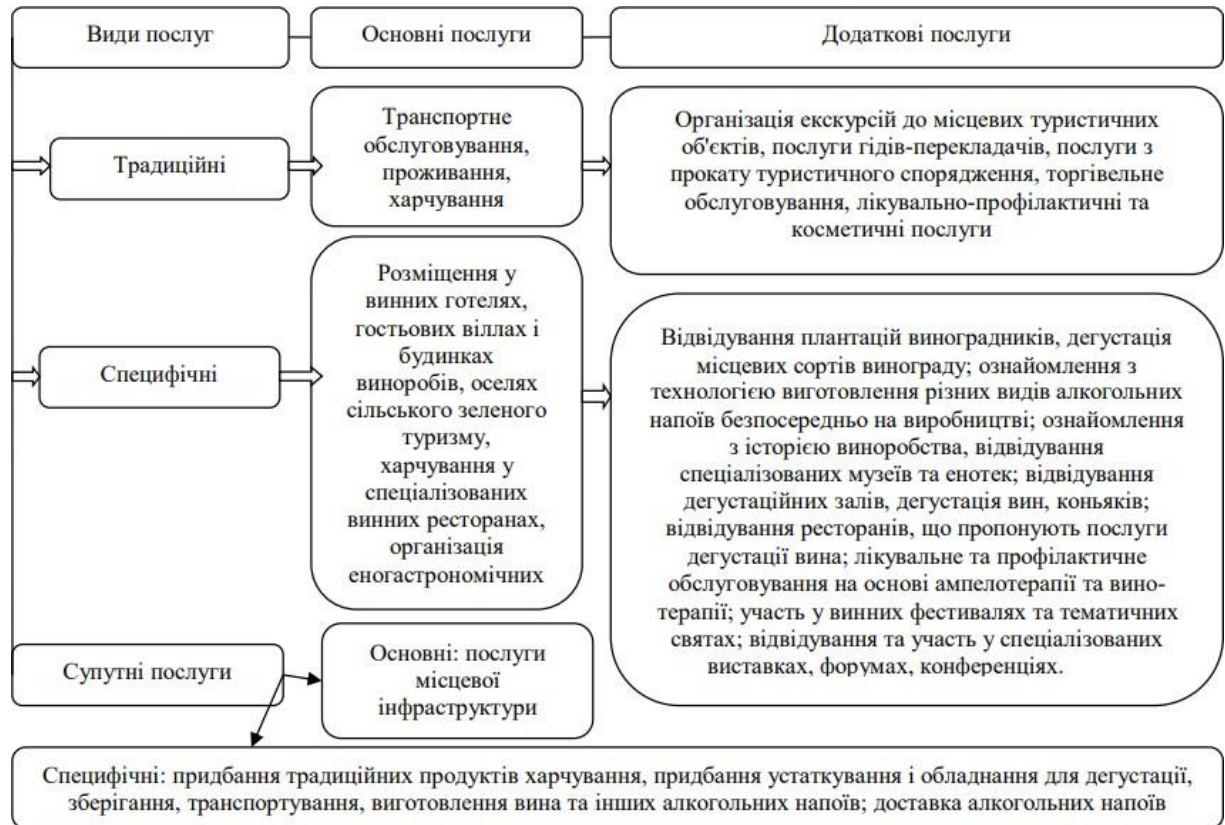 Види послуг
Основні послуги
Додаткові послуги
Традиційні
Транспортне
обслуговування,
проживання,
харчування
Організація екскурсій до місцевих туристичних
об'єктів, послуги гідів-перекладачів, послуги з
прокату туристичного спорядження, торгівельне
обслуговування, лікувально-профілактичні та
косметичні послуги
Специфічні
Розміщення у
винних готелях,
гостьових віллах і
будинках
виноробів, оселях
сільського зеленого
туризму,
харчування у
спеціалізованих
винних ресторанах,
організація
еногастрономічних
Відвідування плантацій виноградників, дегустація
місцевих сортів винограду; ознайомлення з
технологією виготовлення різних видів алкогольних
напоїв безпосередньо на виробництві; ознайомлення
з історією виноробства, відвідування
спеціалізованих музеїв та енотек; відвідування
дегустаційних залів, дегустація вин, коньяків;
відвідування ресторанів, що пропонують послуги
дегустації вина; лікувальне та профілактичне
обслуговування на основі ампелотерапії та вино-
терапії; участь у винних фестивалях та тематичних
святах; відвідування та участь у спеціалізованих
виставках, форумах, конференціях.
Супутні послуги
Основні: послуги
місцевої
інфраструктури
Специфічні: придбання традиційних продуктів харчування, придбання устаткування і обладнання для дегустації,
зберігання, транспортування, виготовлення вина та інших алкогольних напоїв; доставка алкогольних напоїв